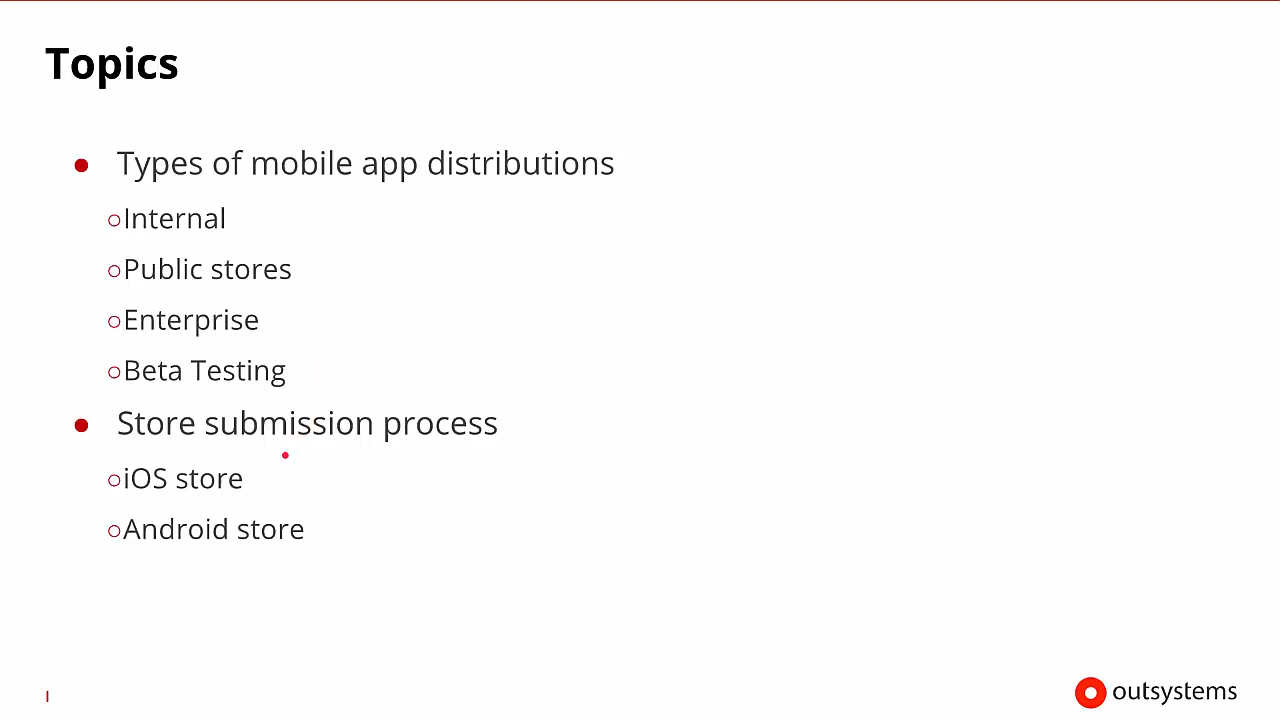 Topics
● Types of mobile app distributions
○Internal
○Public stores
○Enterprise
○Beta Testing
● Store submission process
○iOS store
○Android store
outsystems